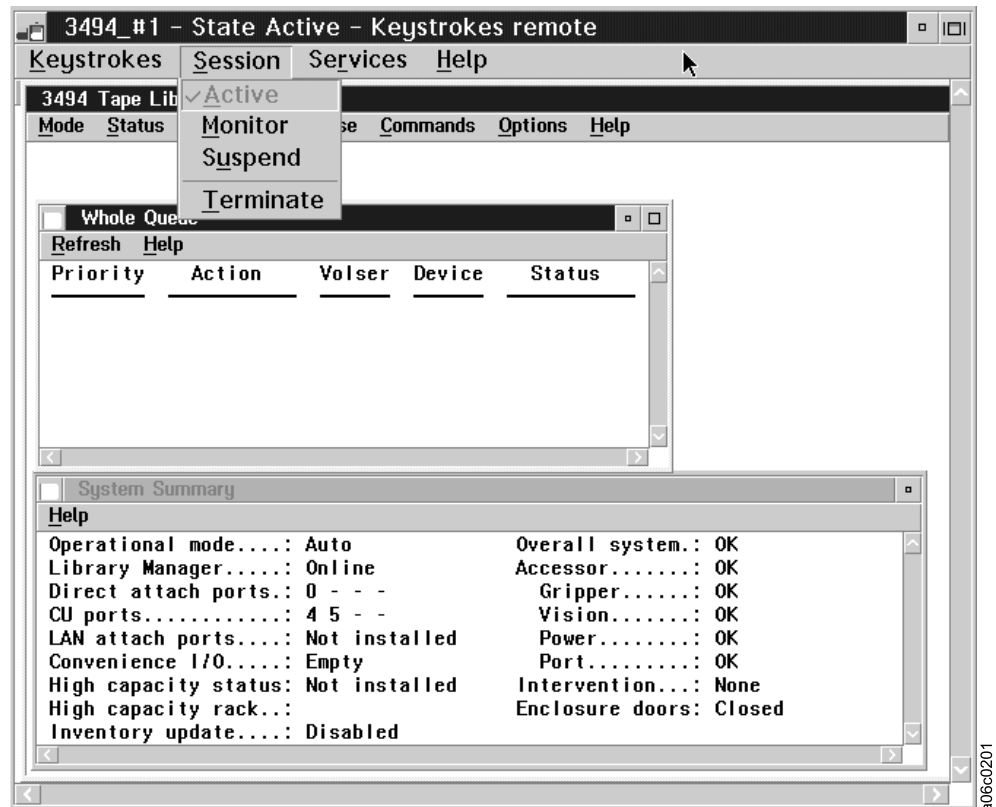 3494_#1 – State Active – Keystrokes remote
Keystrokes Session Services Help
✓Active
Monitor
Suspend
Terminate
3494 Tape Lib
Mode Status se Commands Options Help
Whole Queue
Refresh Help
Priority Action Volser Device Status
System Summary
Help
Operational mode....: Auto Overall system.: OK
Library Manager.....: Online Accessor.......: OK
Direct attach ports.: 0 - - - Gripper......: OK
CU ports............: 4 5 - - Vision.......: OK
LAN attach ports....: Not installed Power........: OK
Convenience I/O.....: Empty Port.........: OK
High capacity status: Not installed Intervention...: None
High capacity rack..: Enclosure doors: Closed
Inventory update....: Disabled
a06c0201